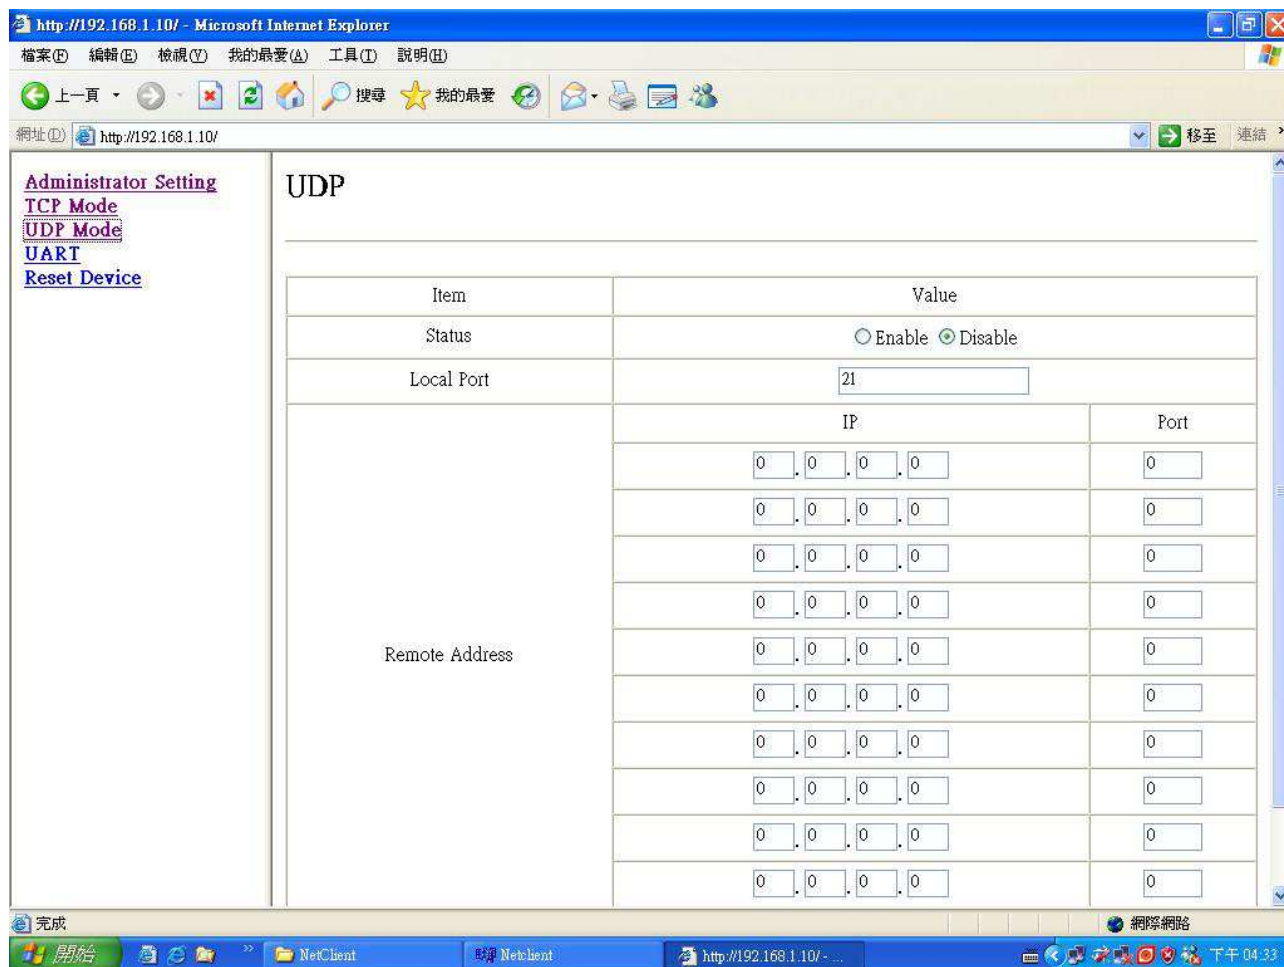 http://192.168.1.10/ - Microsoft Internet Explorer
檔案(F) 編輯(E) 檢視(V) 我的最愛(A) 工具(T) 說明(H)
上一頁 搜尋 我的最愛
網址(D) http://192.168.1.10/ 移至 連結 »
Administrator Setting
TCP Mode
UDP Mode
UART
Reset Device
UDP
Item Value
Status Enable Disable
Local Port 21
Remote Address
IP Port
0 . 0 . 0 . 0 0
0 . 0 . 0 . 0 0
0 . 0 . 0 . 0 0
0 . 0 . 0 . 0 0
0 . 0 . 0 . 0 0
0 . 0 . 0 . 0 0
0 . 0 . 0 . 0 0
0 . 0 . 0 . 0 0
0 . 0 . 0 . 0 0
0 . 0 . 0 . 0 0
完成 網際網路
開始 » NetClient Netclient http://192.168.1.10/ - ... 下午 04:33